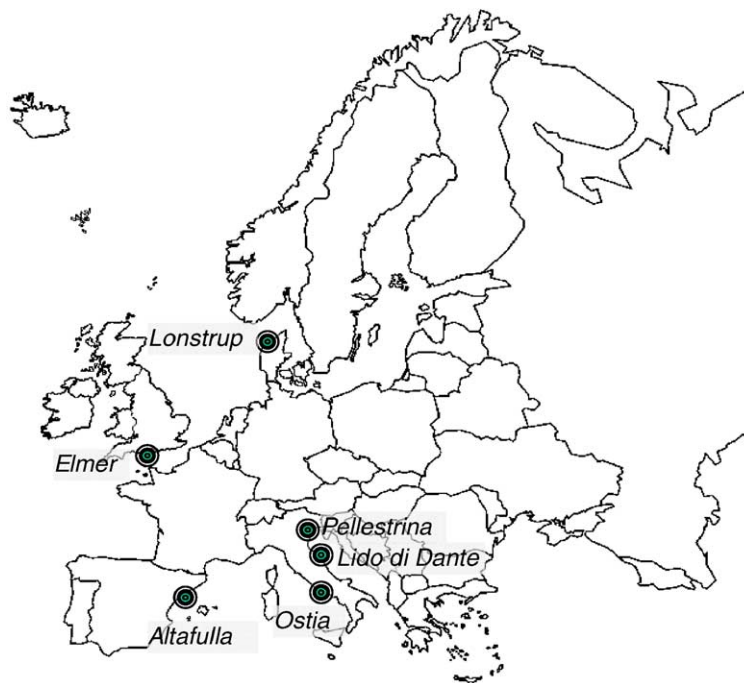 Lonstrup
Elmer
Pellestrina
Lido di Dante
Ostia
Altafulla